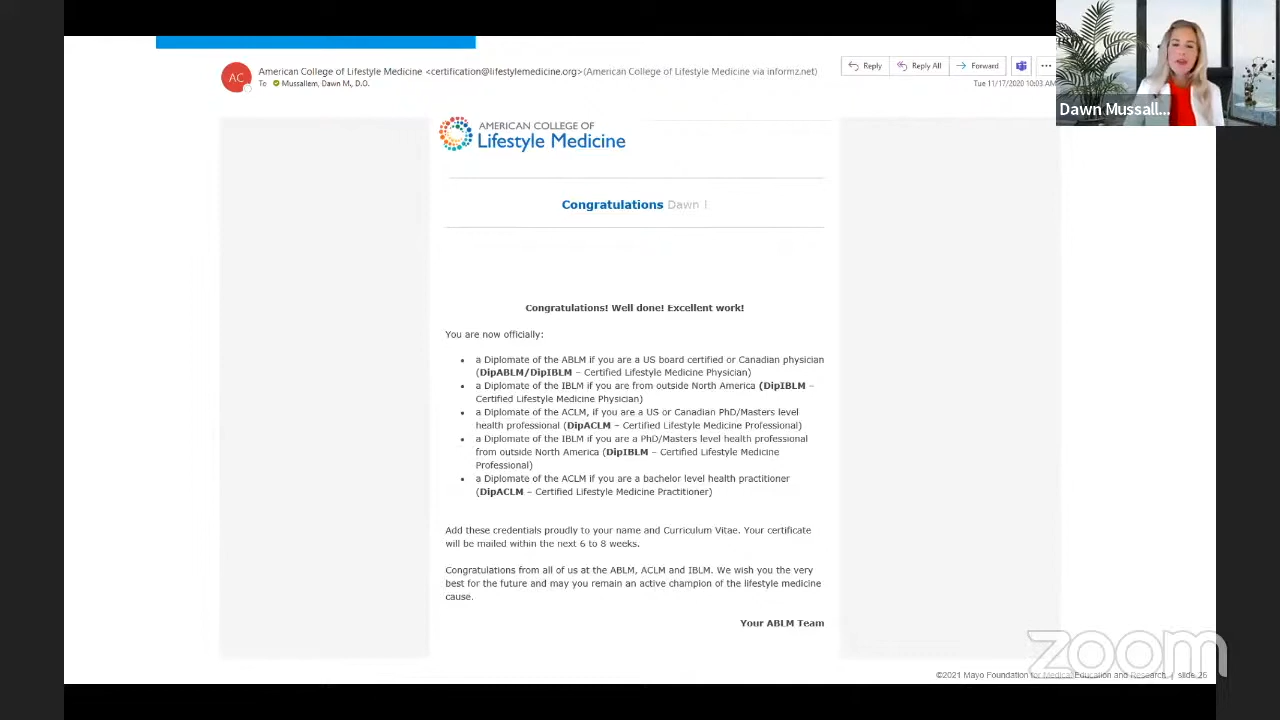 AC
American College of Lifestyle Medicine <certification@lifestylemedicine.org>(American College of Lifestyle Medicine via informz.net)
To Mussallem, Dawn M., D.O.
Reply Reply All Forward ...
Tue 11/17/2020 10:03 AM
Dawn Mussall...
AMERICAN COLLEGE OF
Lifestyle Medicine
Congratulations Dawn
Congratulations! Well done! Excellent work!
You are now officially:
• a Diplomate of the ABLM if you are a US board certified or Canadian physician
(DipABLM/DipIBLM – Certified Lifestyle Medicine Physician)
• a Diplomate of the IBLM if you are from outside North America (DipIBLM –
Certified Lifestyle Medicine Physician)
• a Diplomate of the ACLM, if you are a US or Canadian PhD/Masters level
health professional (DipACLM – Certified Lifestyle Medicine Professional)
• a Diplomate of the IBLM if you are a PhD/Masters level health professional
from outside North America (DipIBLM – Certified Lifestyle Medicine
Professional)
• a Diplomate of the ACLM if you are a bachelor level health practitioner
(DipACLM – Certified Lifestyle Medicine Practitioner)
Add these credentials proudly to your name and Curriculum Vitae. Your certificate
will be mailed within the next 6 to 8 weeks.
Congratulations from all of us at the ABLM, ACLM and IBLM. We wish you the very
best for the future and may you remain an active champion of the lifestyle medicine
cause.
Your ABLM Team
zoom
©2021 Mayo Foundation for Medical Education and Research | slide-26